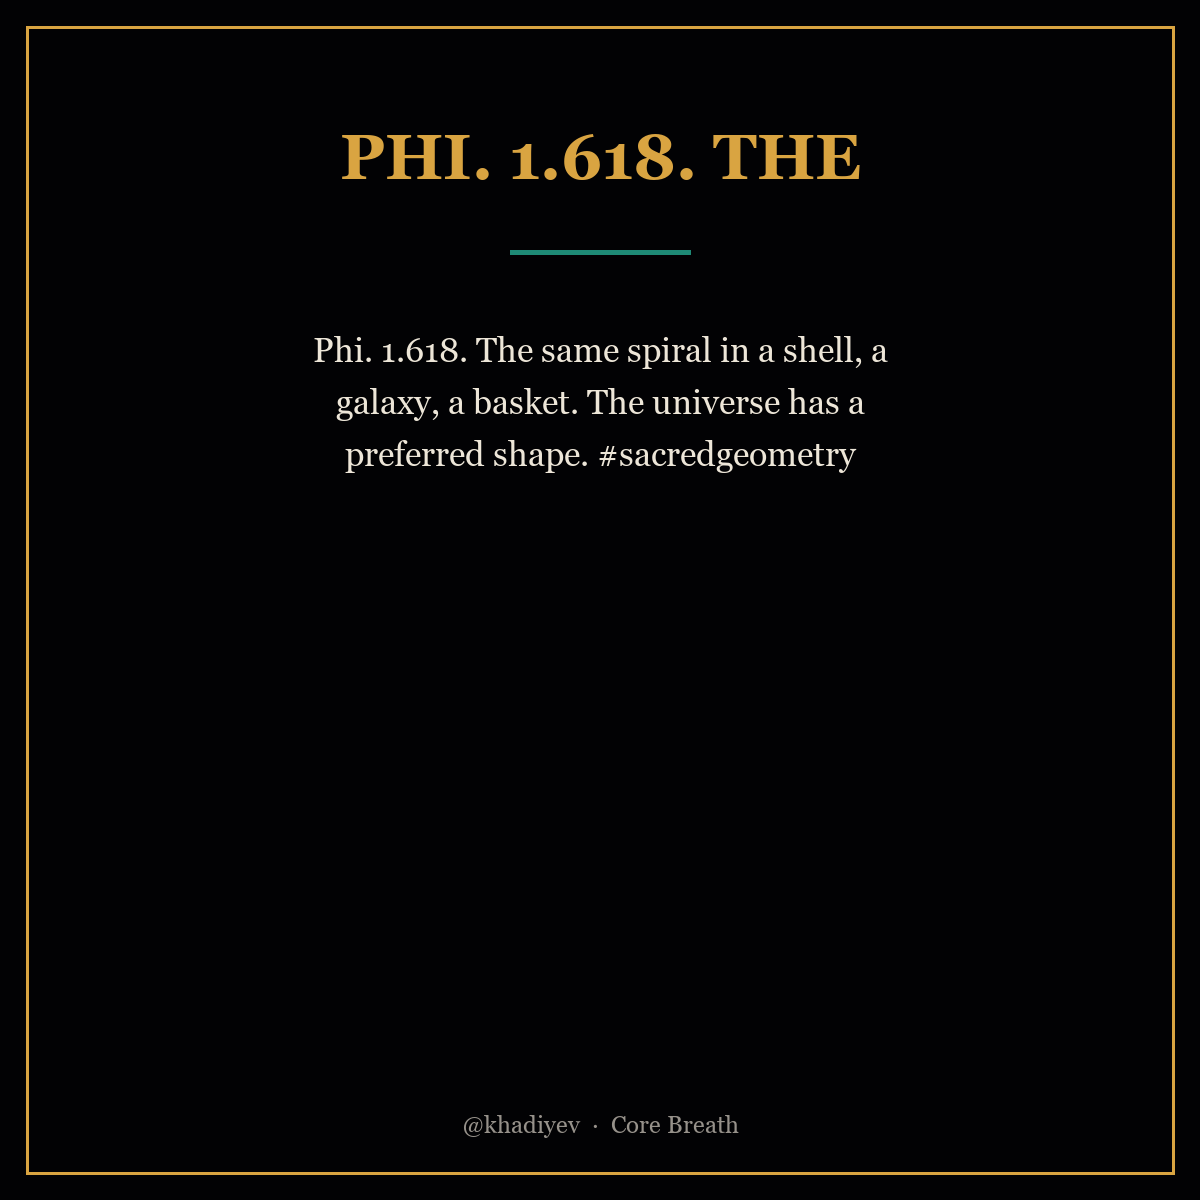 PHI. 1.618. THE
Phi. 1.618. The same spiral in a shell, a
galaxy, a basket. The universe has a
preferred shape. #sacredgeometry
@khadiyev · Core Breath